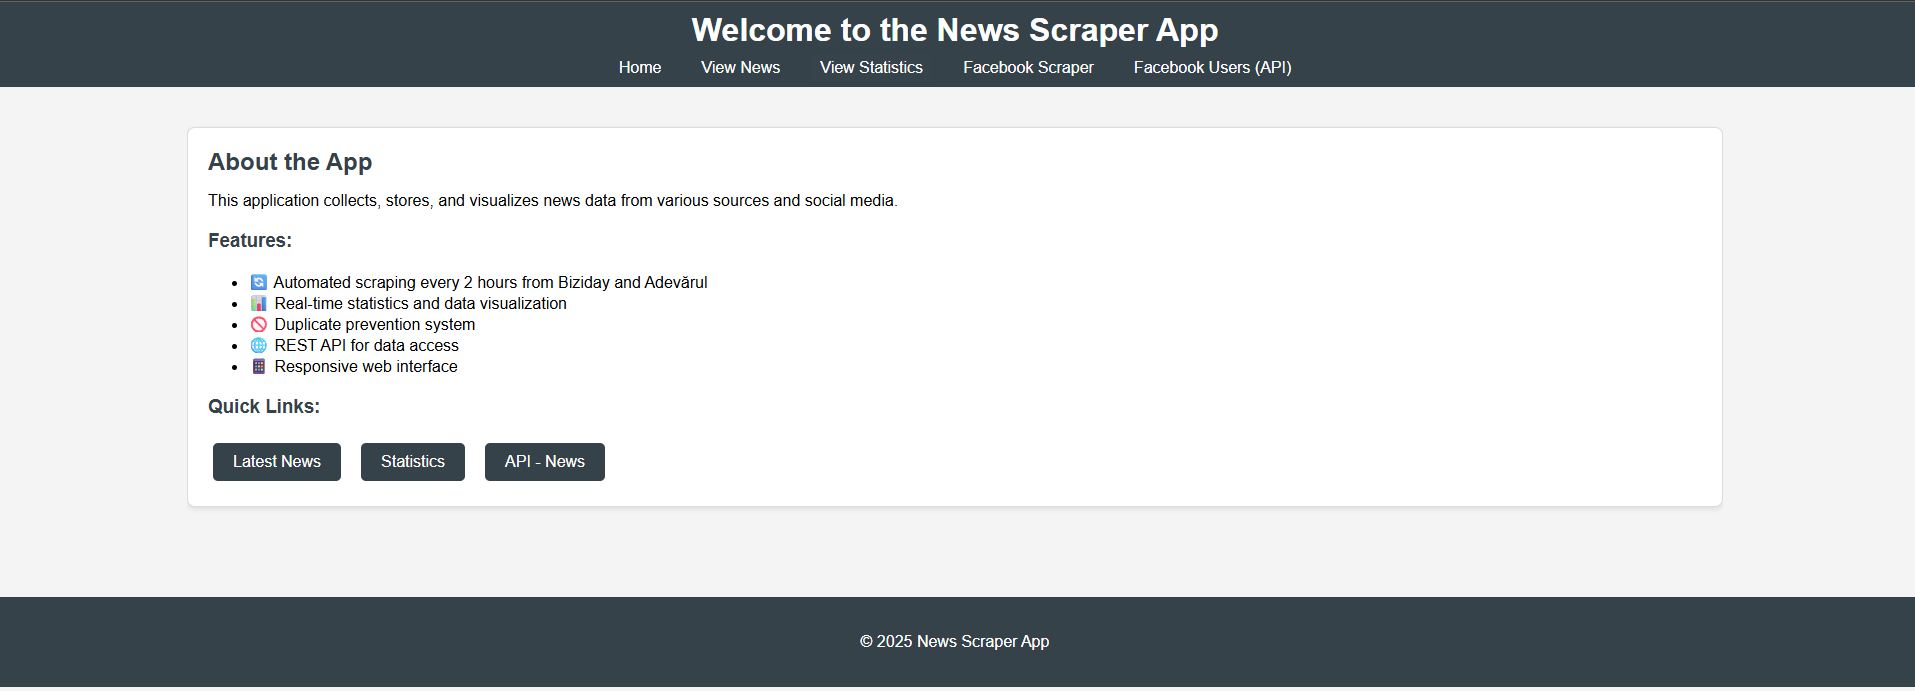 Welcome to the News Scraper App
Home View News View Statistics Facebook Scraper Facebook Users (API)
About the App
This application collects, stores, and visualizes news data from various sources and social media.
Features:
• 🔄 Automated scraping every 2 hours from Biziday and Adevărul
• 📊 Real-time statistics and data visualization
• 🚫 Duplicate prevention system
• 🌐 REST API for data access
• 📱 Responsive web interface
Quick Links:
Latest News Statistics API - News
© 2025 News Scraper App